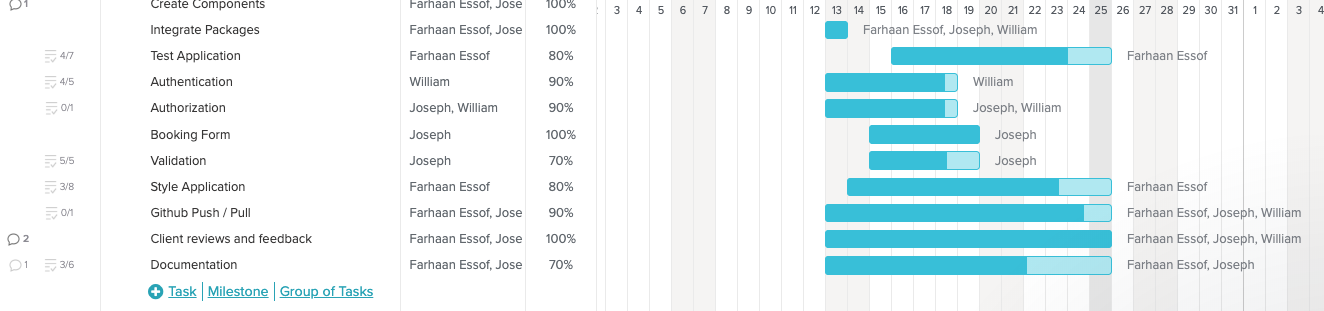 1 Create Components Farhaan Essof, Jose 100% 3 4 5 6 7 8 9 10 11 12 13 14 15 16 17 18 19 20 21 22 23 24 25 26 27 28 29 30 31 1 2 3 4
Integrate Packages Farhaan Essof, Jose 100% Farhaan Essof, Joseph, William
4/7 Test Application Farhaan Essof 80% Farhaan Essof
4/5 Authentication William 90% William
0/1 Authorization Joseph, William 90% Joseph, William
Booking Form Joseph 100% Joseph
5/5 Validation Joseph 70% Joseph
3/8 Style Application Farhaan Essof 80% Farhaan Essof
0/1 Github Push / Pull Farhaan Essof, Jose 90% Farhaan Essof, Joseph, William
2 Client reviews and feedback Farhaan Essof, Jose 100% Farhaan Essof, Joseph, William
1 3/6 Documentation Farhaan Essof, Jose 70% Farhaan Essof, Joseph
Task Milestone Group of Tasks